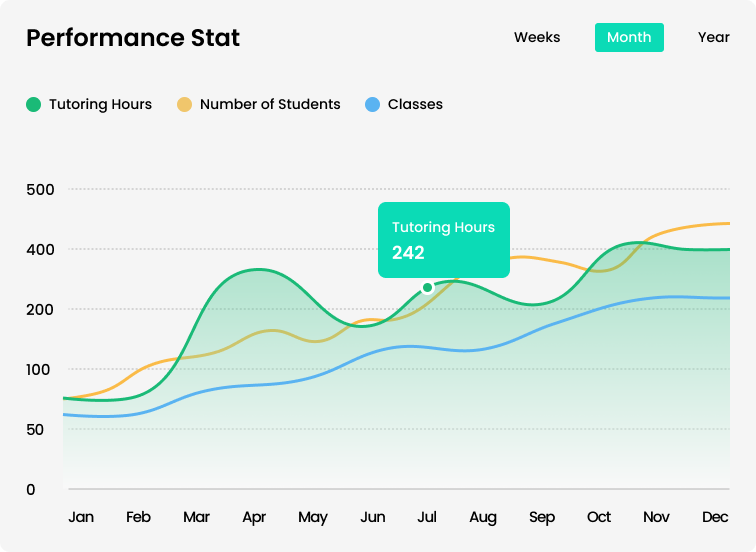 Performance Stat
Weeks Month Year
Tutoring Hours Number of Students Classes
500
400
Tutoring Hours
242
200
100
50
0
Jan Feb Mar Apr May Jun Jul Aug Sep Oct Nov Dec